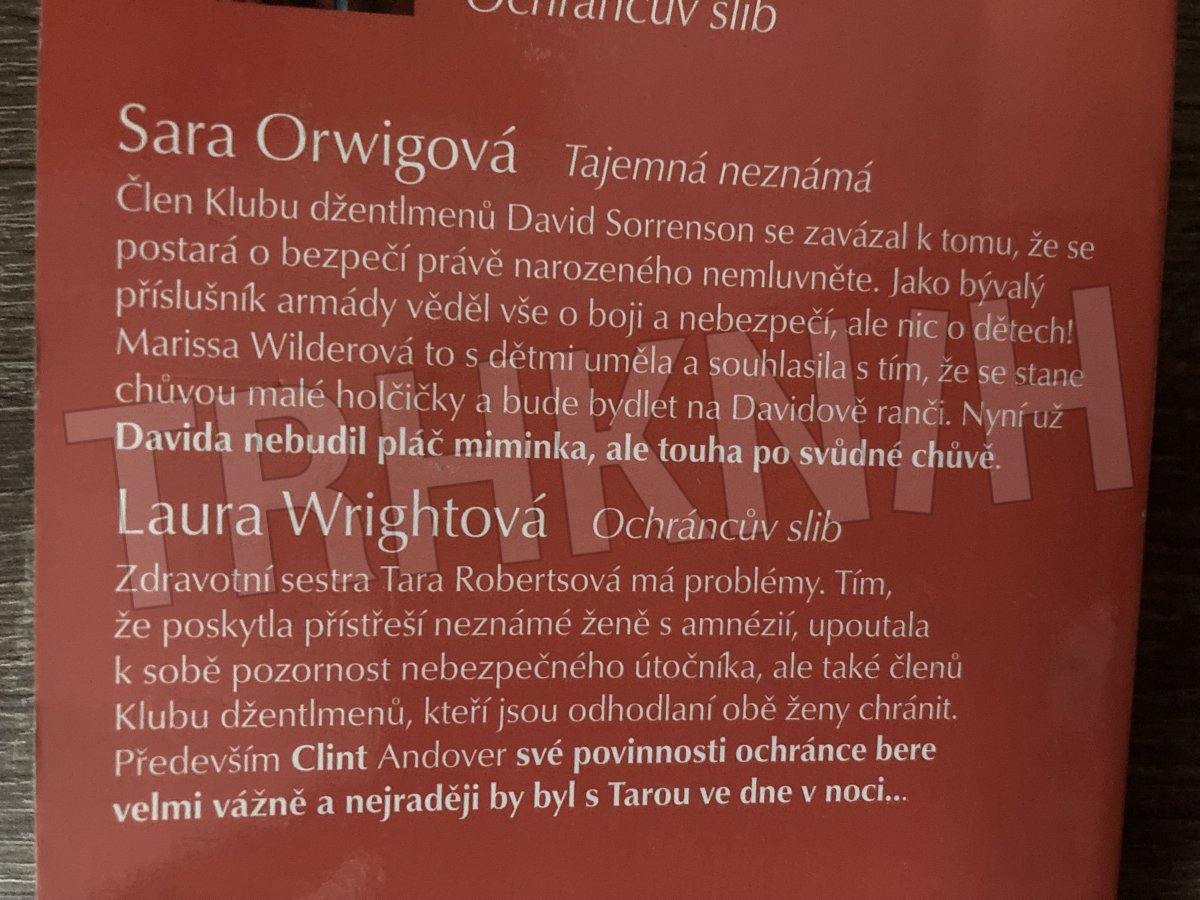 Ochráncův slib
Sara Orwigová Tajemná neznámá
Člen Klubu džentlmenů David Sorrenson se zavázal k tomu, že se
postará o bezpečí právě narozeného nemluvněte. Jako bývalý
příslušník armády věděl vše o boji a nebezpečí, ale nic o dětech!
Marissa Wilderová to s dětmi uměla a souhlasila s tím, že se stane
chůvou malé holčičky a bude bydlet na Davidově ranči. Nyní už
Davida nebudil pláč miminka, ale touha po svůdné chůvě.
TRHKNIH
Laura Wrightová Ochráncův slib
Zdravotní sestra Tara Robertsová má problémy. Tím,
že poskytla přístřeší neznámé ženě s amnézií, upoutala
k sobě pozornost nebezpečného útočníka, ale také členů
Klubu džentlmenů, kteří jsou odhodlaní obě ženy chránit.
Především Clint Andover své povinnosti ochránce bere
velmi vážně a nejraději by byl s Tarou ve dne v noci...